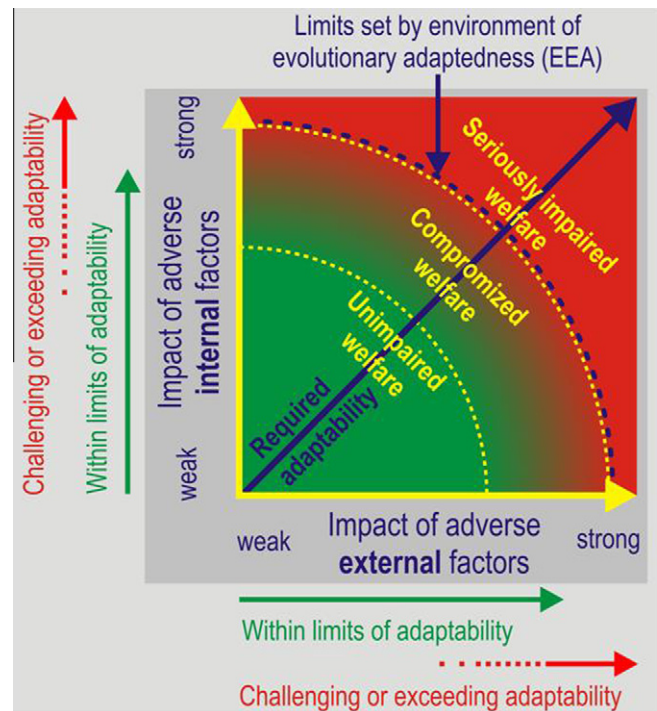 Limits set by environment of
evolutionary adaptedness (EEA)
Challenging or exceeding adaptability
Within limits of adaptability
Impact of adverse
internal factors
strong
weak
Seriously impaired
welfare
Compromized
welfare
Unimpaired
welfare
Required
adaptability
weak
Impact of adverse
external factors
strong
Within limits of adaptability
Challenging or exceeding adaptability